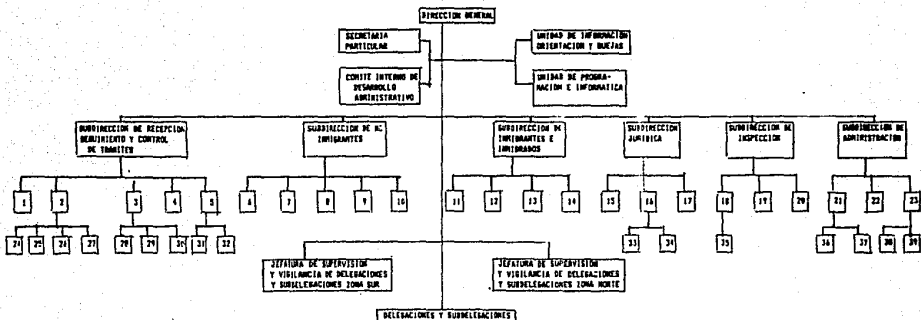 DIRECCION GENERAL
SECRETARIA
PARTICULAR
UNIDAD DE INFORMACION
ORIENTACION Y QUEJAS
COMITE INTERNO DE
DESARROLLO
ADMINISTRATIVO
UNIDAD DE PROGRA-
MACION E INFORMATICA
SUBDIRECCION DE RECEPCION
SEGUIMIENTO Y CONTROL
DE TRAMITES
SUBDIRECCION DE NO
INMIGRANTES
SUBDIRECCION DE
INMIGRANTES E
INMIGRADOS
SUBDIRECCION
JURIDICA
SUBDIRECCION DE
INSPECCION
SUBDIRECCION DE
ADMINISTRACION
1 2 3 4 5 6 7 8 9 10 11 12 13 14 15 16 17 18 19 20 21 22 23
24 25 26 27 28 29 30 31 32 33 34 35 36 37 38 39
JEFATURA DE SUPERVISION
Y VIGILANCIA DE DELEGACIONES
Y SUBDELEGACIONES ZONA SUR
JEFATURA DE SUPERVISION
Y VIGILANCIA DE DELEGACIONES
Y SUBDELEGACIONES ZONA NORTE
DELEGACIONES Y SUBDELEGACIONES